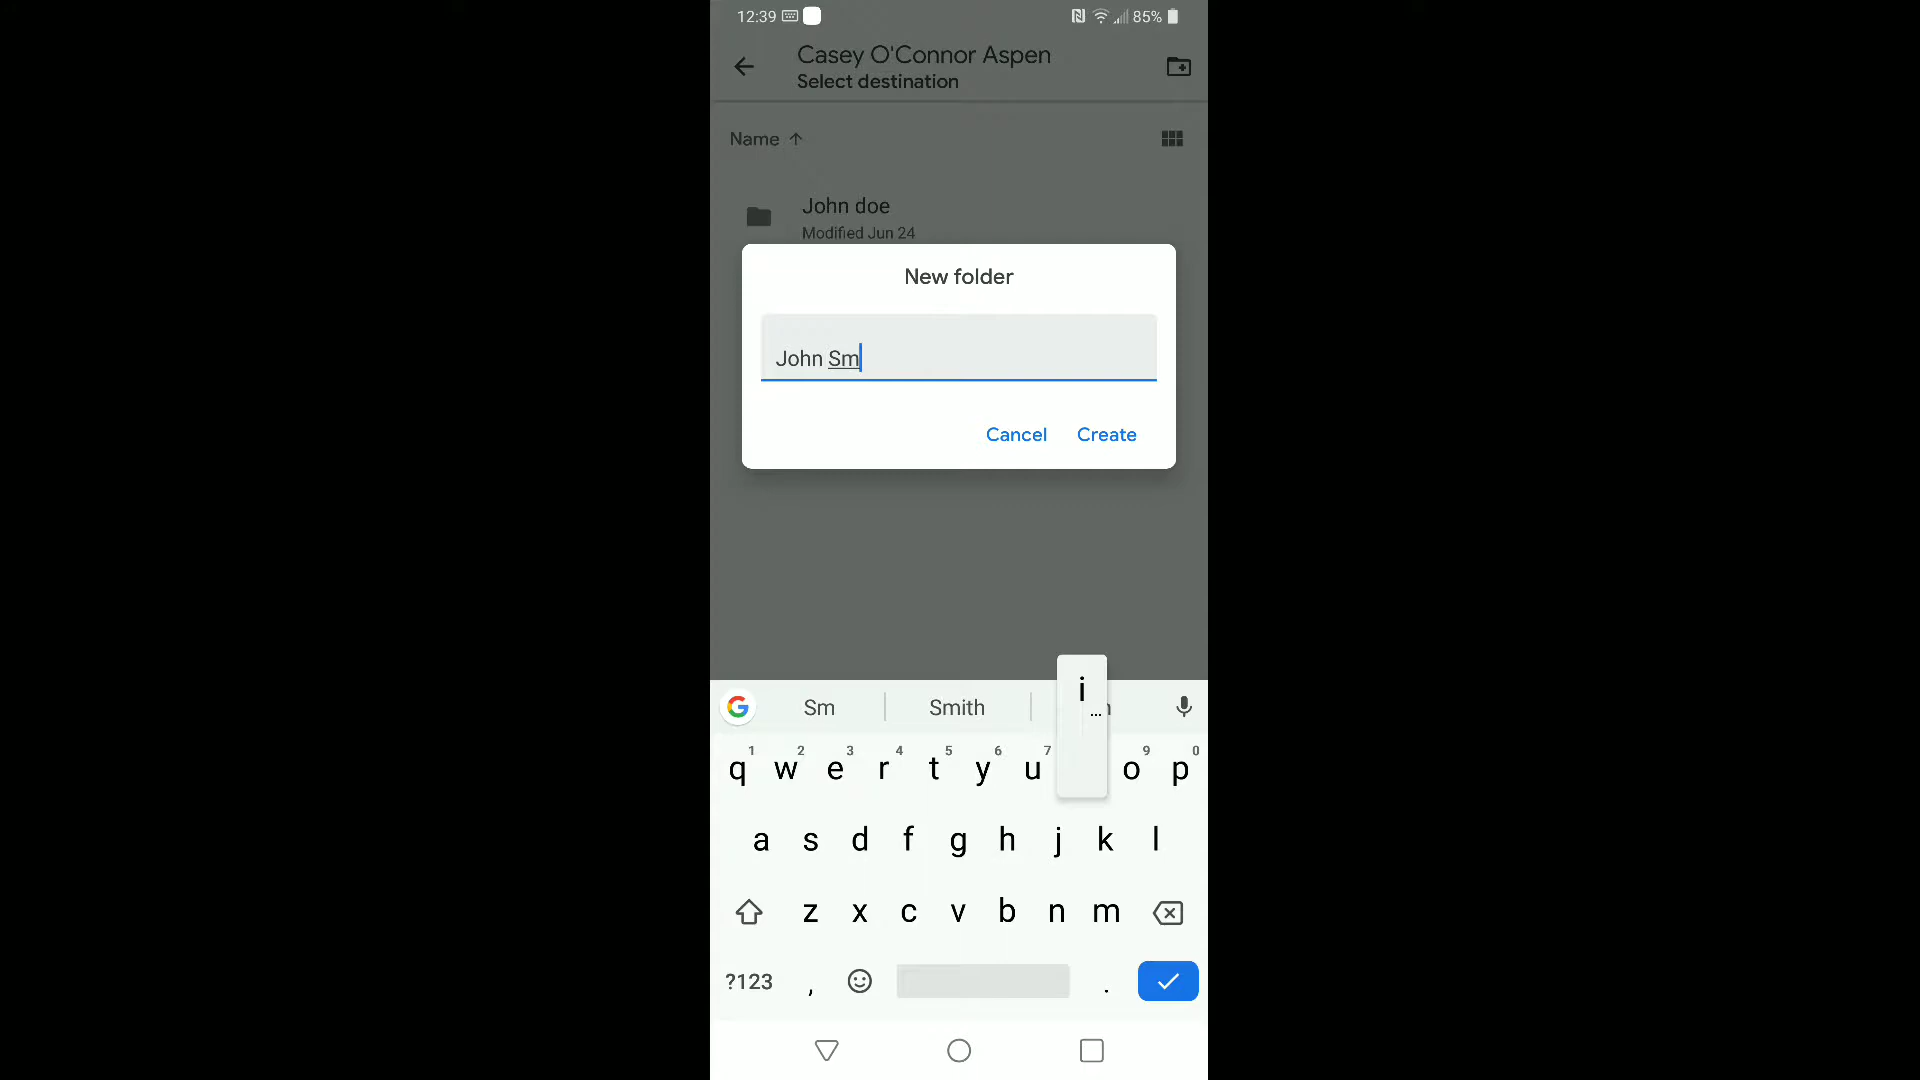 12:39 85%
Casey O'Connor Aspen
Select destination
Name
John doe
Modified Jun 24
New folder
John Sm
Cancel Create
i
...
Sm Smith
1 2 3 4 5 6 7 9 0
q w e r t y u o p
a s d f g h j k l
z x c v b n m
?123 , .